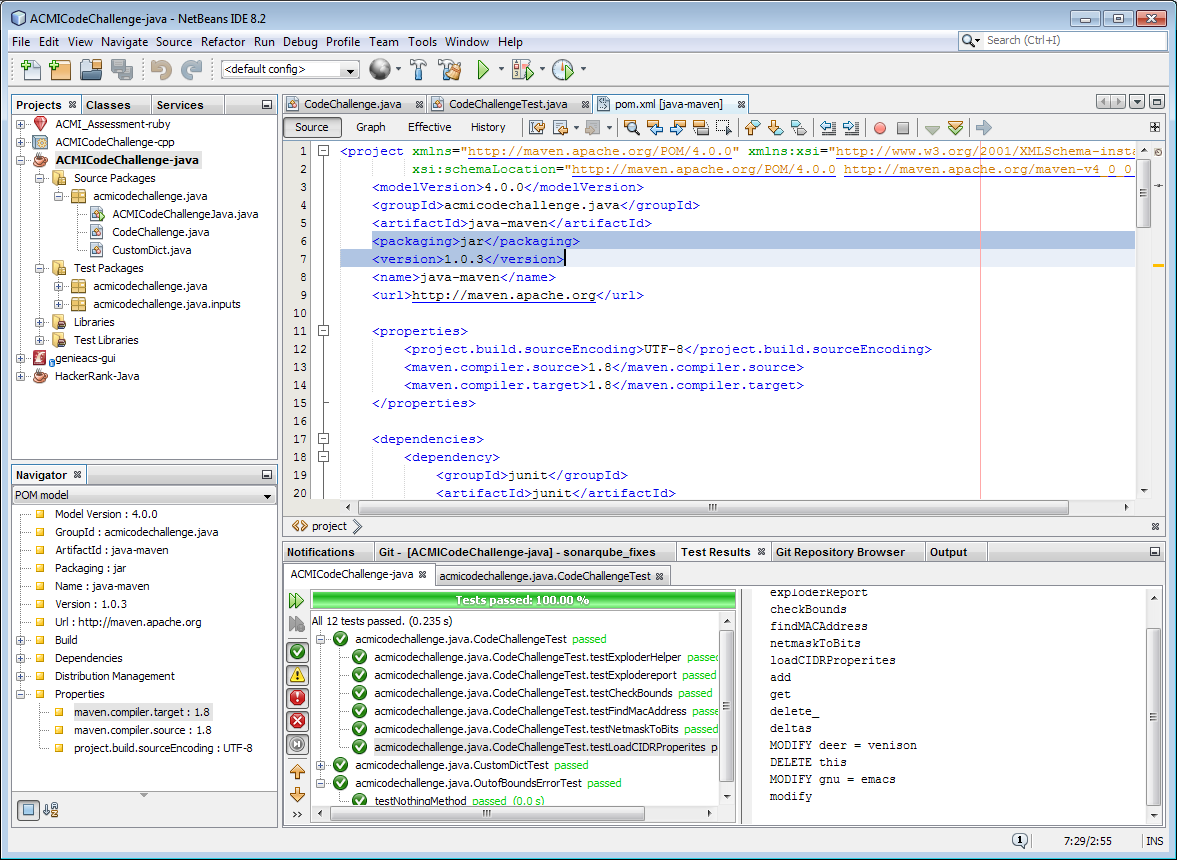 ACMICodeChallenge-java - NetBeans IDE 8.2
File Edit View Navigate Source Refactor Run Debug Profile Team Tools Window Help
Search (Ctrl+I)
<default config>
Projects Classes Services
ACMI_Assessment-ruby
ACMICodeChallenge-cpp
ACMICodeChallenge-java
Source Packages
acmicodechallenge.java
ACMICodeChallengeJava.java
CodeChallenge.java
CustomDict.java
Test Packages
acmicodechallenge.java
acmicodechallenge.java.inputs
Libraries
Test Libraries
genieacs-gui
HackerRank-Java
Navigator
POM model
Model Version : 4.0.0
GroupId : acmicodechallenge.java
ArtifactId : java-maven
Packaging : jar
Name : java-maven
Version : 1.0.3
Url : http://maven.apache.org
Build
Dependencies
Distribution Management
Properties
maven.compiler.target : 1.8
maven.compiler.source : 1.8
project.build.sourceEncoding : UTF-8
CodeChallenge.java CodeChallengeTest.java pom.xml [java-maven]
Source Graph Effective History
1 <project xmlns="http://maven.apache.org/POM/4.0.0" xmlns:xsi="http://www.w3.org/2001/XMLSchema-insta
2 xsi:schemaLocation="http://maven.apache.org/POM/4.0.0 http://maven.apache.org/maven-v4_0_0
3 <modelVersion>4.0.0</modelVersion>
4 <groupId>acmicodechallenge.java</groupId>
5 <artifactId>java-maven</artifactId>
6 <packaging>jar</packaging>
7 <version>1.0.3</version>
8 <name>java-maven</name>
9 <url>http://maven.apache.org</url>
10
11 <properties>
12 <project.build.sourceEncoding>UTF-8</project.build.sourceEncoding>
13 <maven.compiler.source>1.8</maven.compiler.source>
14 <maven.compiler.target>1.8</maven.compiler.target>
15 </properties>
16
17 <dependencies>
18 <dependency>
19 <groupId>junit</groupId>
20 <artifactId>junit</artifactId>
project
Notifications Git - [ACMICodeChallenge-java] - sonarqube_fixes Test Results Git Repository Browser Output
ACMICodeChallenge-java acmicodechallenge.java.CodeChallengeTest
Tests passed: 100.00 %
All 12 tests passed. (0.235 s)
acmicodechallenge.java.CodeChallengeTest passed
acmicodechallenge.java.CodeChallengeTest.testExploderHelper passed
acmicodechallenge.java.CodeChallengeTest.testExplodereport passed
acmicodechallenge.java.CodeChallengeTest.testCheckBounds passed
acmicodechallenge.java.CodeChallengeTest.testFindMacAddress passe
acmicodechallenge.java.CodeChallengeTest.testNetmaskToBits passed
acmicodechallenge.java.CodeChallengeTest.testLoadCIDRProperites p
acmicodechallenge.java.CustomDictTest passed
acmicodechallenge.java.OutofBoundsErrorTest passed
testNothingMethod passed (0.0 s)
exploderReport
checkBounds
findMACAddress
netmaskToBits
loadCIDRProperites
add
get
delete_
deltas
MODIFY deer = venison
DELETE this
MODIFY gnu = emacs
modify
1
7:29/2:55
INS